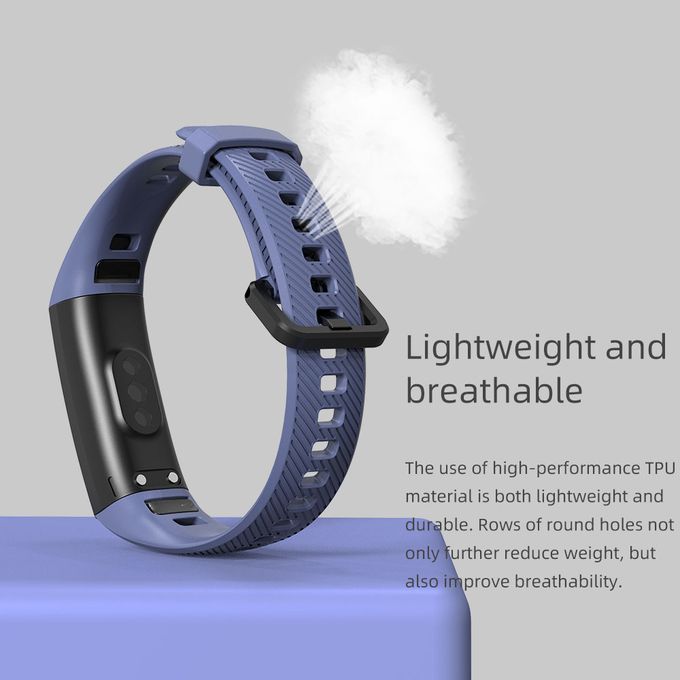 Lightweight and
breathable
The use of high-performance TPU
material is both lightweight and
durable. Rows of round holes not
only further reduce weight, but
also improve breathability.